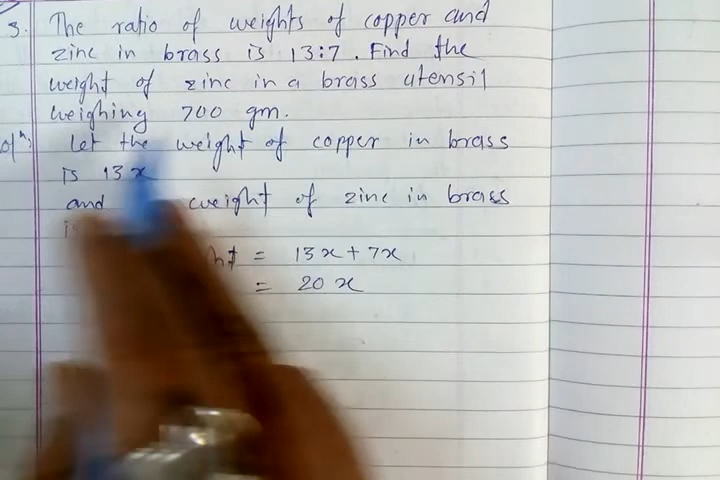 3. The ratio of weights of copper and
zinc in brass is 13:7. Find the
weight of zinc in a brass utensil
weighing 700 gm.
Let the weight of copper in brass
is 13x
and weight of zinc in brass
= 13x + 7x
= 20x